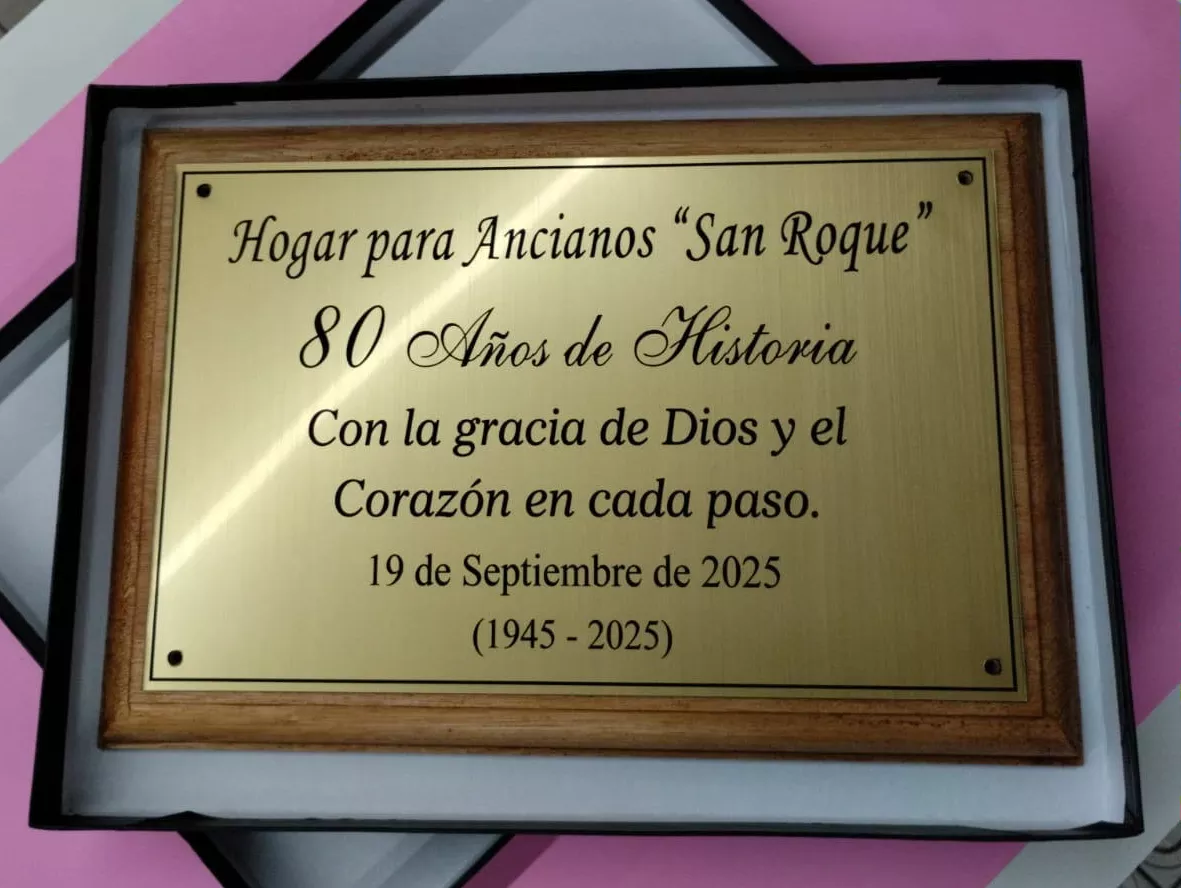 Hogar para Ancianos “San Roque”
80 Años de Historia
Con la gracia de Dios y el
Corazón en cada paso.
19 de Septiembre de 2025
(1945 - 2025)